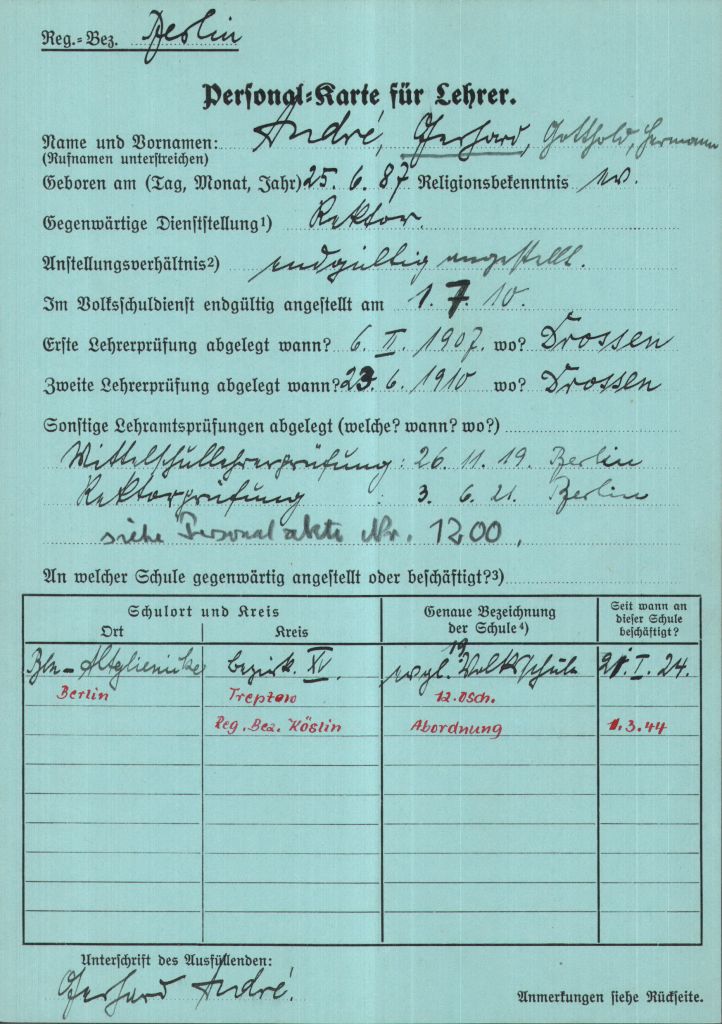 Reg.-Bez. Berlin
Personal-Karte für Lehrer.
Name und Vornamen: André, Gerhard, Gotthold, Hermann
(Rufnamen unterstreichen)
Geboren am (Tag, Monat, Jahr) 25. 6. 87 Religionsbekenntnis ev.
Gegenwärtige Dienststellung1) Rektor.
Anstellungsverhältnis2) endgültig angestellt.
Im Volksschuldienst endgültig angestellt am 1. 7. 10.
Erste Lehrerprüfung abgelegt wann? 6. II. 1907. wo? Drossen
Zweite Lehrerprüfung abgelegt wann? 23. 6. 1910 wo? Drossen
Sonstige Lehramtsprüfungen abgelegt (welche? wann? wo?)
Mittelschullehrerprüfung: 26. 11. 19. Berlin
Rektorprüfung : 3. 6. 21. Berlin
siehe Personalakte Nr. 1200.
An welcher Schule gegenwärtig angestellt oder beschäftigt?3)
Schulort und Kreis Genaue Bezeichnung der Schule4) Seit wann an dieser Schule beschäftigt?
Ort Kreis
Bln-Altglienicke bezirk XV. evgl. 12. Volksschule 21. I. 24.
Berlin Treptow 12. Osch.
Reg. Bez. Köslin Abordnung 1.3.44
Unterschrift des Ausfüllenden:
Gerhard André.
Anmerkungen siehe Rückseite.